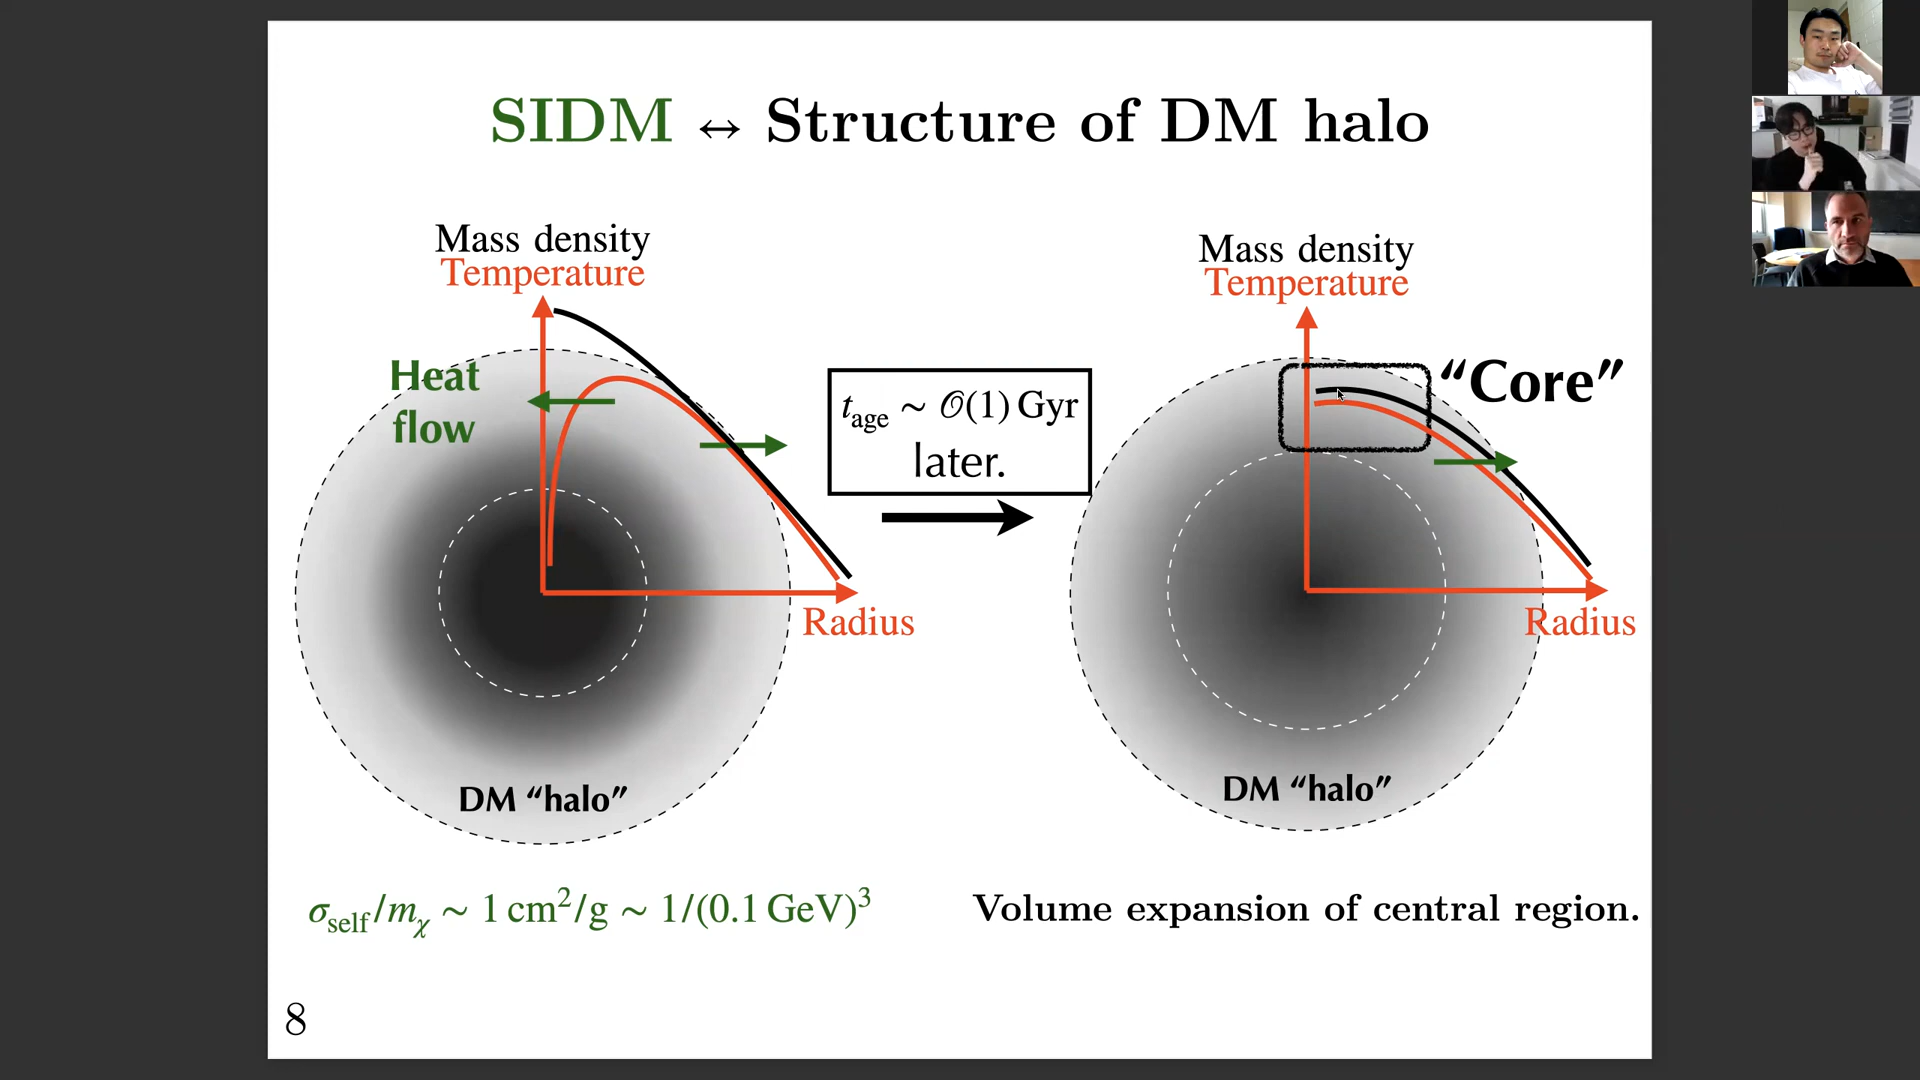 SIDM ↔ Structure of DM halo
Mass density
Temperature
Heat
flow
Radius
DM “halo”
t_age ~ 𝒪(1) Gyr
later.
Mass density
Temperature
“Core”
Radius
DM “halo”
σ_self/m_χ ~ 1 cm²/g ~ 1/(0.1 GeV)³
Volume expansion of central region.
8